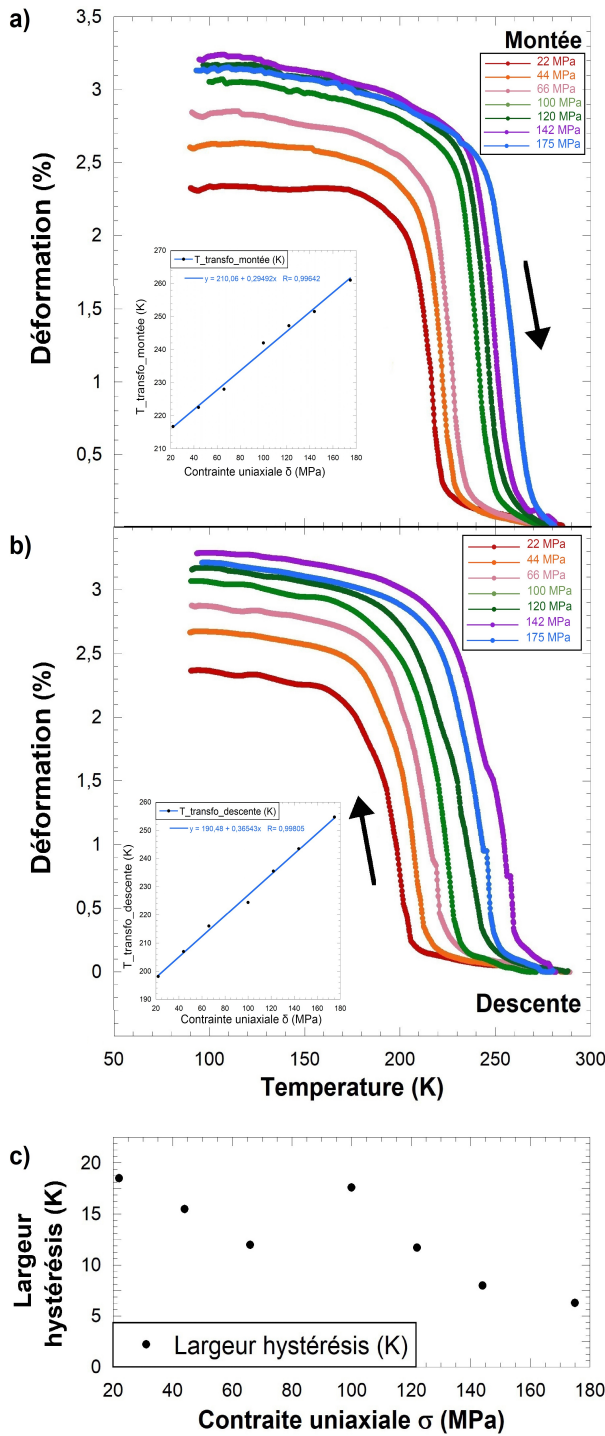 a)
Montée
22 MPa
44 MPa
66 MPa
100 MPa
120 MPa
142 MPa
175 MPa
Déformation (%)
3,5
3
2,5
2
1,5
1
0,5
T_transfo_montée (K)
y = 210,06 + 0,29492x R= 0,99642
T_transfo_montée (K)
270
260
250
240
230
220
210
20 40 60 80 100 120 140 160 180
Contrainte uniaxiale δ (MPa)
b)
22 MPa
44 MPa
66 MPa
100 MPa
120 MPa
142 MPa
175 MPa
Déformation (%)
3
2,5
2
1,5
1
0,5
0
T_transfo_descente (K)
y = 190,48 + 0,36543x R= 0,99805
T_transfo_descente (K)
260
250
240
230
220
210
200
190
20 40 60 80 100 120 140 160 180
Contrainte uniaxiale δ (MPa)
Descente
50 100 150 200 250 300
Temperature (K)
c)
Largeur
hystérésis (K)
20
15
10
5
0
Largeur hystérésis (K)
20 40 60 80 100 120 140 160 180
Contraite uniaxiale σ (MPa)